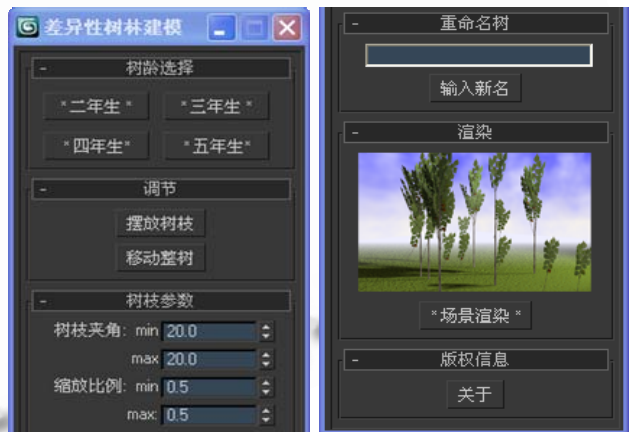 差异性树林建模
- 树龄选择
*二年生* *三年生*
*四年生* *五年生*
- 调节
摆放树枝
移动整树
- 树枝参数
树枝夹角: min 20.0
max 20.0
缩放比例: min 0.5
max: 0.5
- 重命名树
输入新名
- 渲染
*场景渲染*
- 版权信息
关于